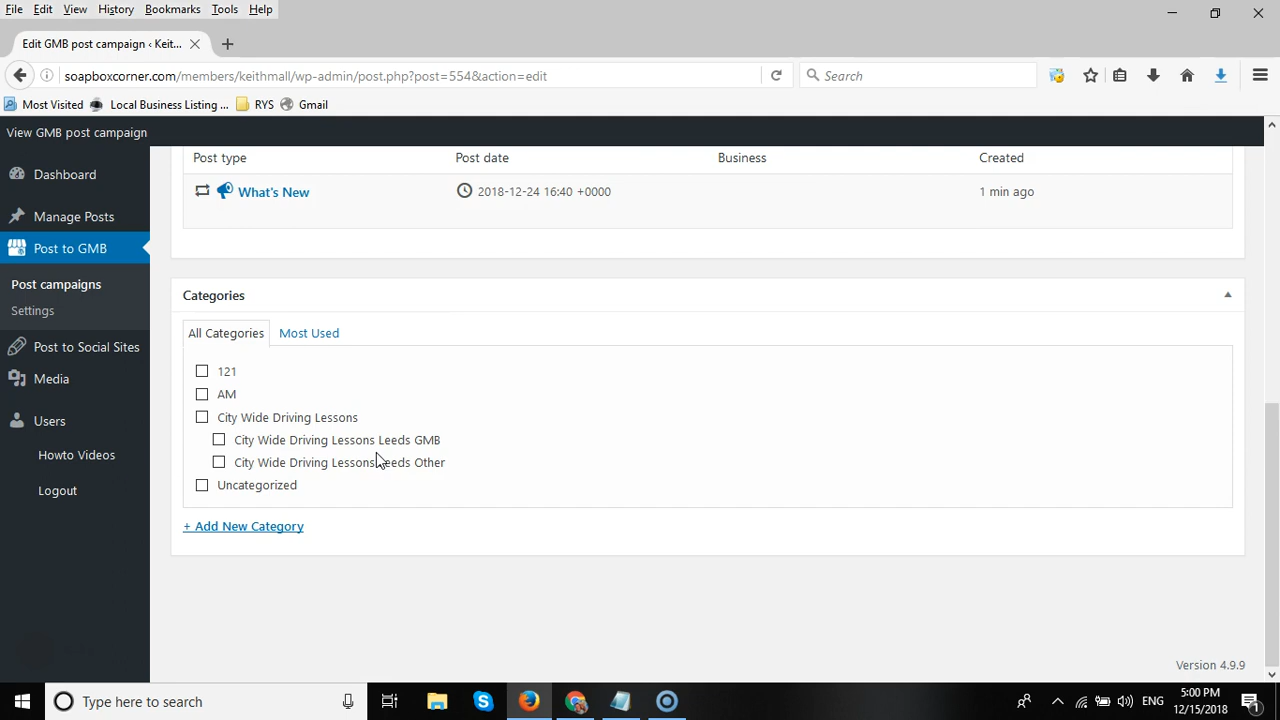 File Edit View History Bookmarks Tools Help
Edit GMB post campaign ‹ Keit...
soapboxcorner.com/members/keithmall/wp-admin/post.php?post=554&action=edit
Search
Most Visited Local Business Listing ... RYS Gmail
View GMB post campaign
Dashboard
Manage Posts
Post to GMB
Post campaigns
Settings
Post to Social Sites
Media
Users
Howto Videos
Logout
Post type Post date Business Created
What's New 2018-12-24 16:40 +0000 1 min ago
Categories
All Categories Most Used
121
AM
City Wide Driving Lessons
City Wide Driving Lessons Leeds GMB
City Wide Driving Lessons Leeds Other
Uncategorized
+ Add New Category
Version 4.9.9
Type here to search
ENG
5:00 PM
12/15/2018
1